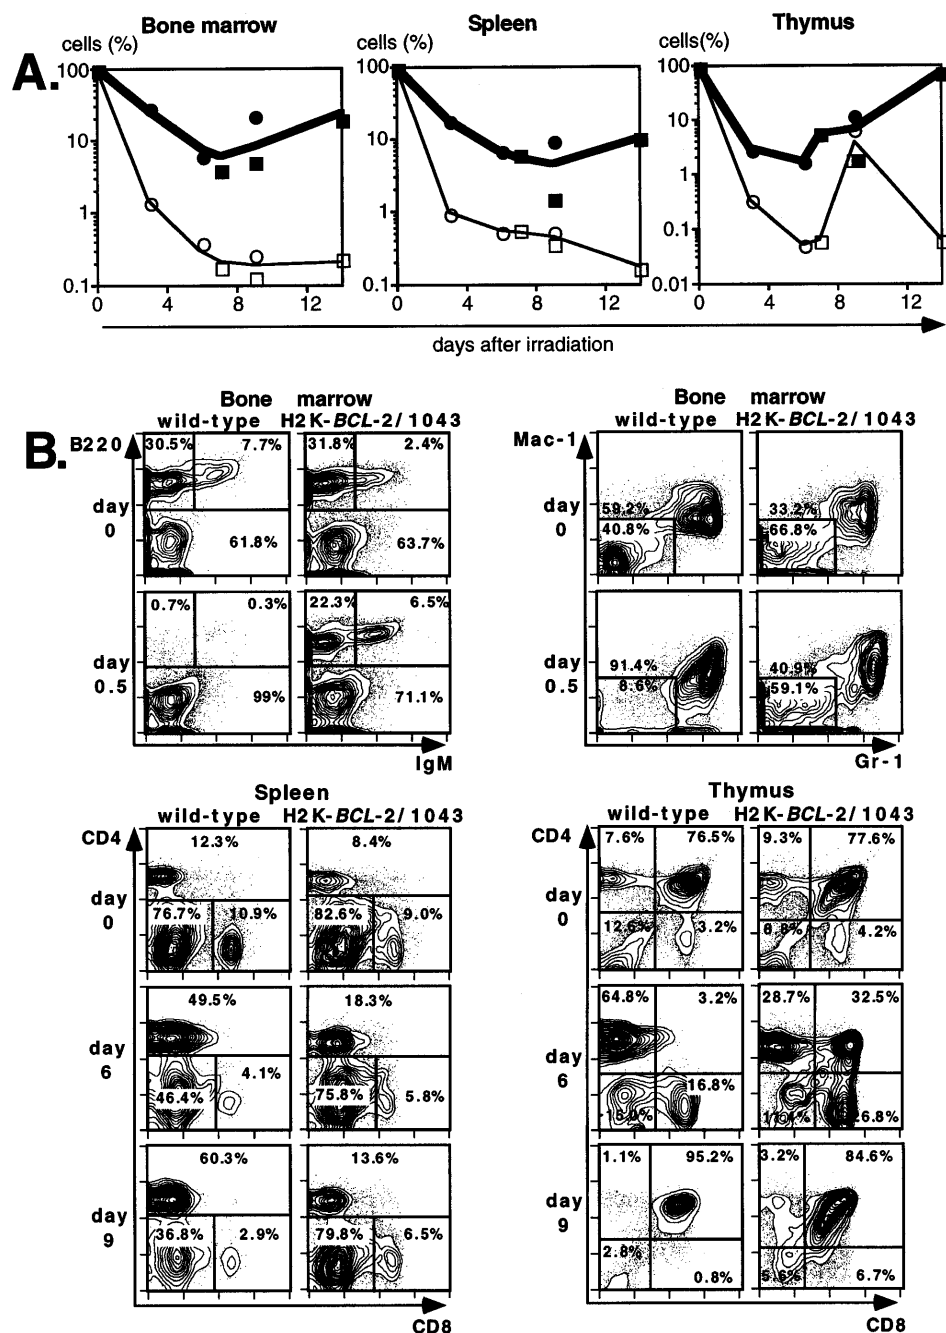 A.
Bone marrow
Spleen
Thymus
cells (%)
cells (%)
cells(%)
100
10
1
0.1
0 4 8 12
100
10
1
0.1
0 4 8 12
100
10
1
0.1
0.01
0 4 8 12
days after irradiation
B.
Bone marrow
wild-type H2K-BCL-2/1043
B220
day 0
30.5% 7.7%
61.8%
31.8% 2.4%
63.7%
day 0.5
0.7% 0.3%
99%
22.3% 6.5%
71.1%
IgM
Bone marrow
wild-type H2K-BCL-2/1043
Mac-1
day 0
59.2%
40.8%
33.2%
66.8%
day 0.5
91.4%
8.6%
40.9%
59.1%
Gr-1
Spleen
wild-type H2K-BCL-2/1043
CD4
day 0
12.3%
76.7% 10.9%
8.4%
82.6% 9.0%
day 6
49.5%
46.4% 4.1%
18.3%
75.8% 5.8%
day 9
60.3%
36.8% 2.9%
13.6%
79.8% 6.5%
CD8
Thymus
wild-type H2K-BCL-2/1043
CD4
day 0
7.6% 76.5%
12.6% 3.2%
9.3% 77.6%
4.2%
day 6
64.8% 3.2%
16.8%
28.7% 32.5%
11.4% 26.8%
day 9
1.1% 95.2%
2.8%
0.8%
3.2% 84.6%
5.6% 6.7%
CD8